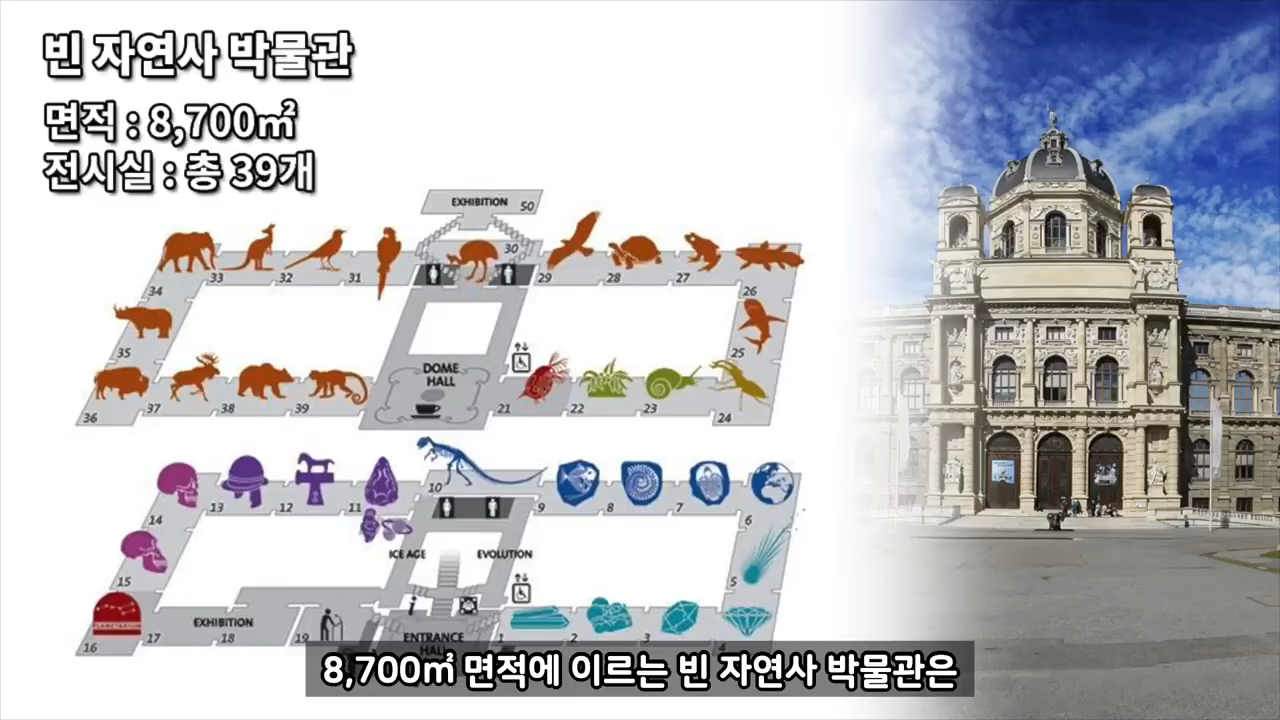 빈 자연사 박물관
면적 : 8,700㎡
전시실 : 총 39개
EXHIBITION 50
30
33 32 31 29 28 27
34 26
35 25
DOME
HALL
36 37 38 39 21 22 23 24
10
14 13 12 11 9 8 7 6
ICE AGE EVOLUTION
15 5
PLANETARIUM
EXHIBITION
16 17 18 19 1 2 3 4
ENTRANCE
HALL
8,700㎡ 면적에 이르는 빈 자연사 박물관은